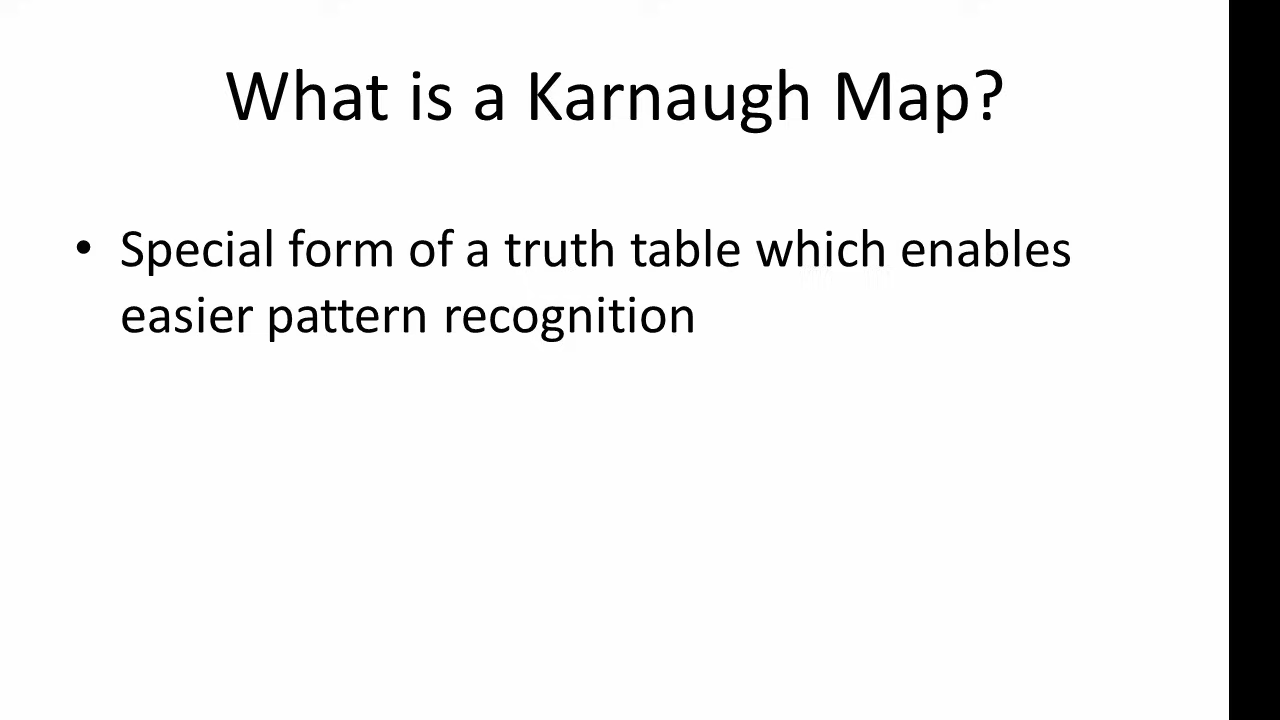 What is a Karnaugh Map?
• Special form of a truth table which enables
easier pattern recognition